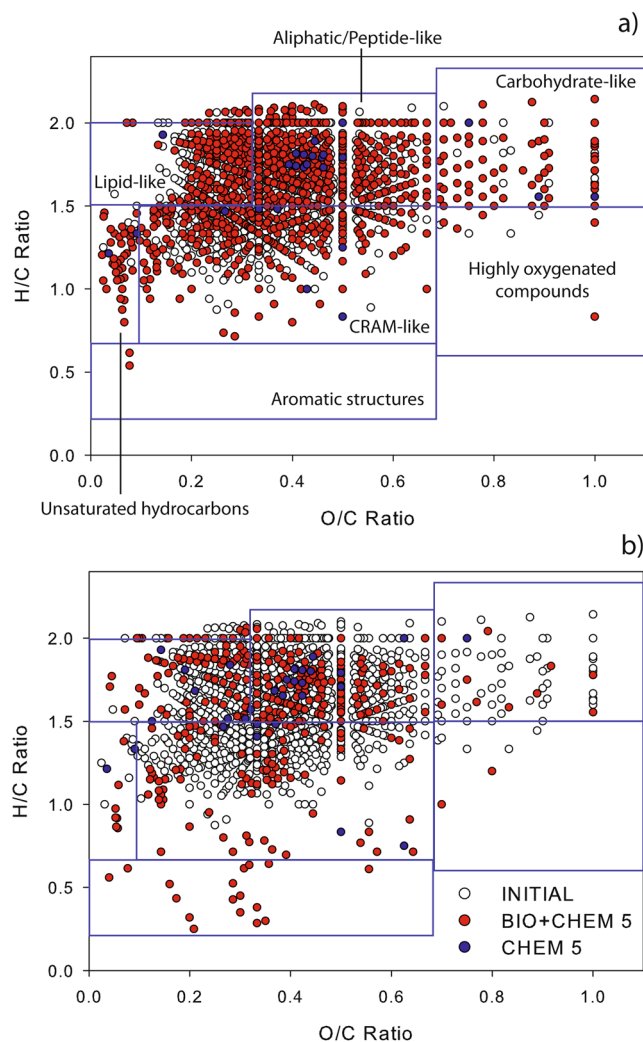 a)
Aliphatic/Peptide-like
Carbohydrate-like
2.0
Lipid-like
1.5
H/C Ratio
Highly oxygenated
compounds
1.0
CRAM-like
0.5
Aromatic structures
0.0
0.0 0.2 0.4 0.6 0.8 1.0
Unsaturated hydrocarbons
O/C Ratio
b)
2.0
1.5
H/C Ratio
1.0
0.5
INITIAL
BIO+CHEM 5
CHEM 5
0.0
0.0 0.2 0.4 0.6 0.8 1.0
O/C Ratio